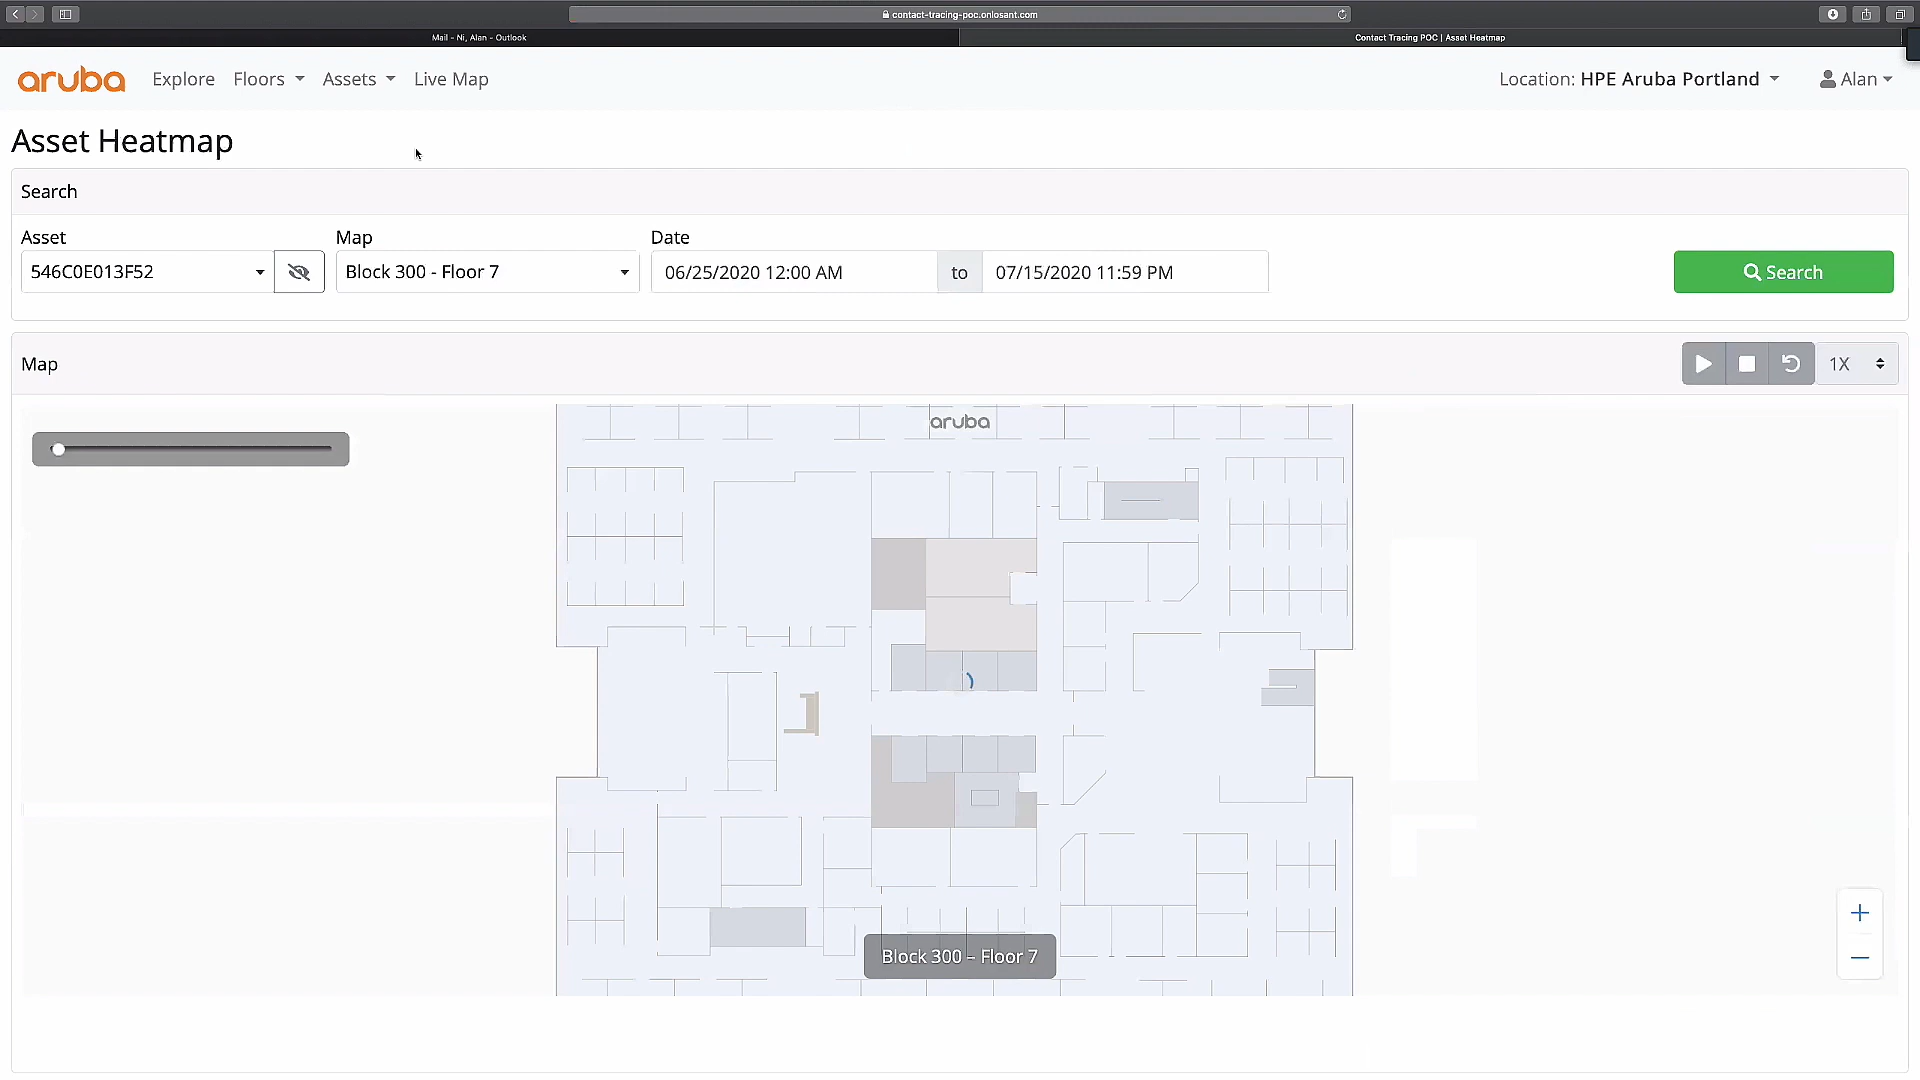 contact-tracing-poc.onlosant.com
Mail - Ni, Alan - Outlook
Contact Tracing POC | Asset Heatmap
aruba
Explore
Floors
Assets
Live Map
Location: HPE Aruba Portland
Alan
Asset Heatmap
Search
Asset
Map
Date
546C0E013F52
Block 300 - Floor 7
06/25/2020 12:00 AM
to
07/15/2020 11:59 PM
Search
Map
1X
aruba
Block 300 – Floor 7